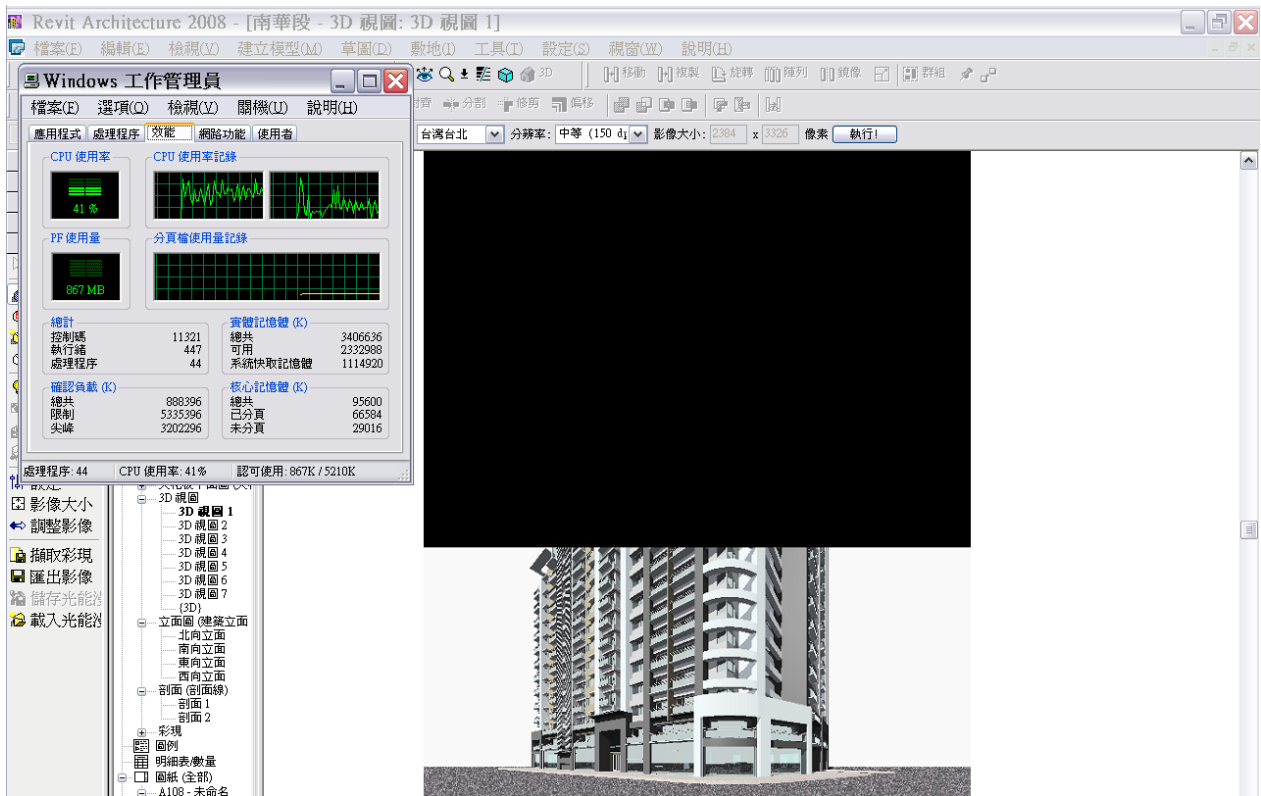 Revit Architecture 2008 - [南華段 - 3D 視圖: 3D 視圖 1]
檔案(F) 編輯(E) 檢視(V) 建立模型(M) 草圖(D) 敷地(I) 工具(T) 設定(S) 視窗(W) 說明(H)
Windows 工作管理員
檔案(F) 選項(O) 檢視(V) 關機(U) 說明(H)
應用程式 處理程序 效能 網路功能 使用者
3D 移動 複製 旋轉 陣列 鏡像 群組
分割 修剪 偏移
台灣台北 分辨率: 中等 (150 影像大小: 2384 x 3326 像素 執行!
CPU 使用率 CPU 使用率記錄
41 %
PF 使用量 分頁檔使用量記錄
867 MB
總計
控制碼 11321
執行緒 447
處理程序 44
實體記憶體 (K)
總共 3406636
可用 2332988
系統快取記憶體 1114920
確認負載 (K)
總共 888396
限制 5335396
尖峰 3202296
核心記憶體 (K)
總共 95600
已分頁 66584
未分頁 29016
處理程序: 44 CPU 使用率: 41% 認可使用: 867K / 5210K
影像大小
調整影像
擷取彩現
匯出影像
儲存光能
載入光能
3D 視圖
3D 視圖 1
3D 視圖 2
3D 視圖 3
3D 視圖 4
3D 視圖 5
3D 視圖 6
3D 視圖 7
{3D}
立面圖 (建築立面
北向立面
南向立面
東向立面
西向立面
剖面 (剖面線)
剖面 1
剖面 2
彩現
圖例
明細表/數量
圖紙 (全部)
A108 - 未命名